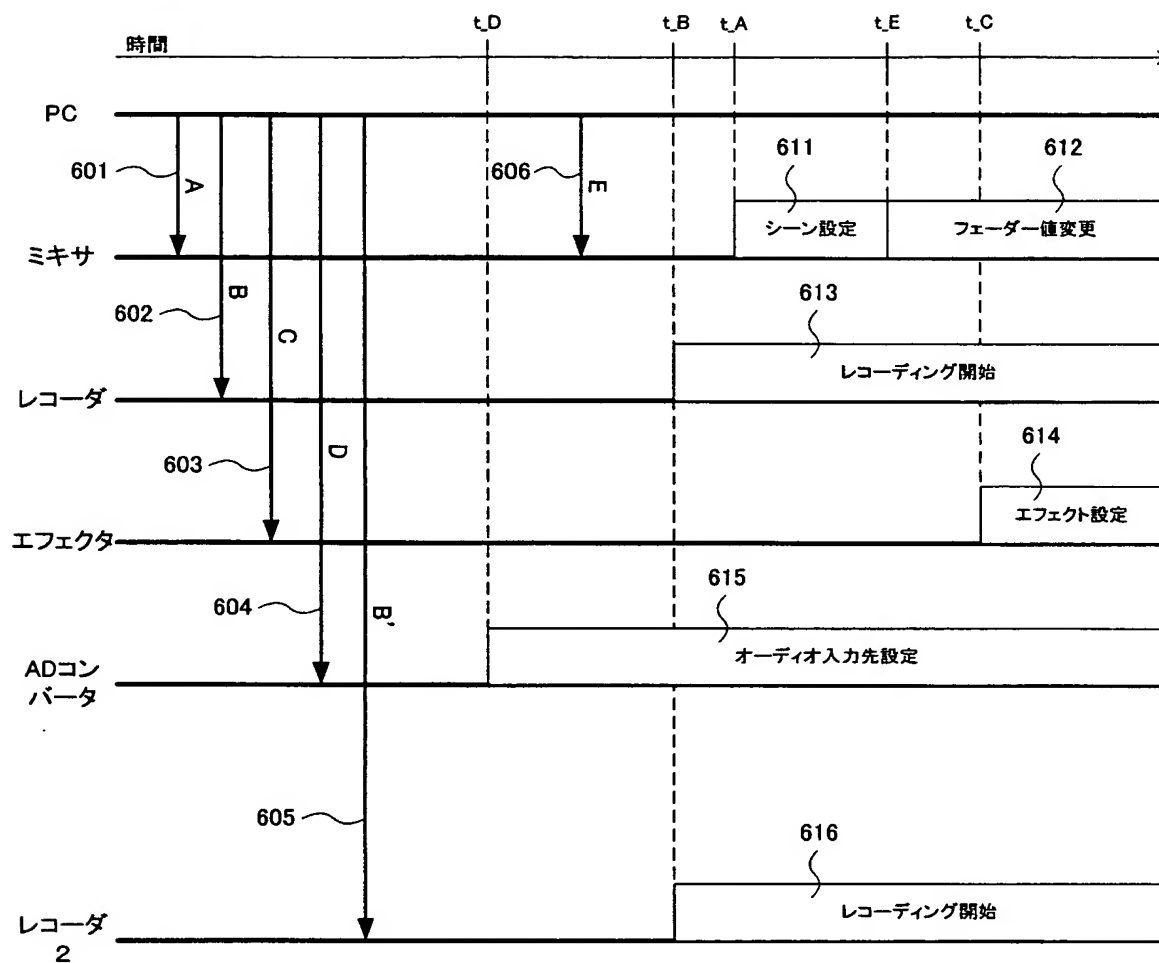 t_D
t_B
t_A
t_E
t_C
時間
PC
601
A
606
E
611
612
シーン設定
フェーダー値変更
ミキサ
602
B
C
613
レコーディング開始
レコーダ
603
D
614
エフェクト設定
エフェクタ
604
B'
615
オーディオ入力先設定
ADコン
バータ
605
616
レコーディング開始
レコーダ
2